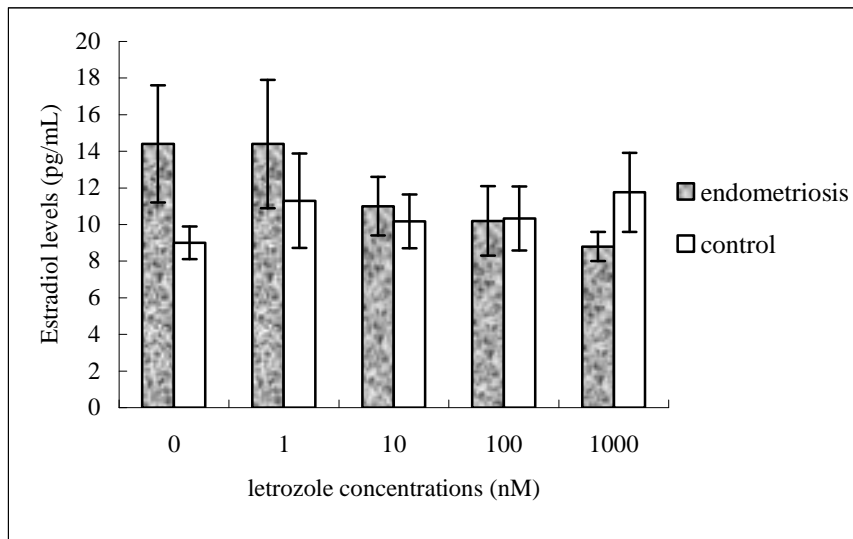 20
18
16
14
12
10
8
6
4
2
0
Estradiol levels (pg/mL)
0 1 10 100 1000
letrozole concentrations (nM)
endometriosis
control